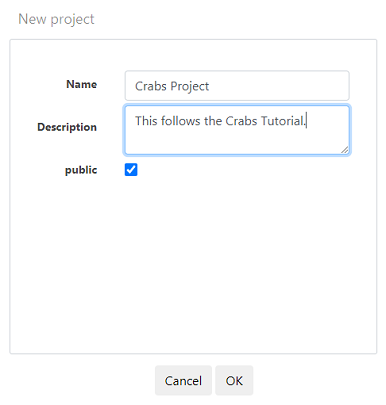 New project
Name Crabs Project
Description This follows the Crabs Tutorial.
public
Cancel OK